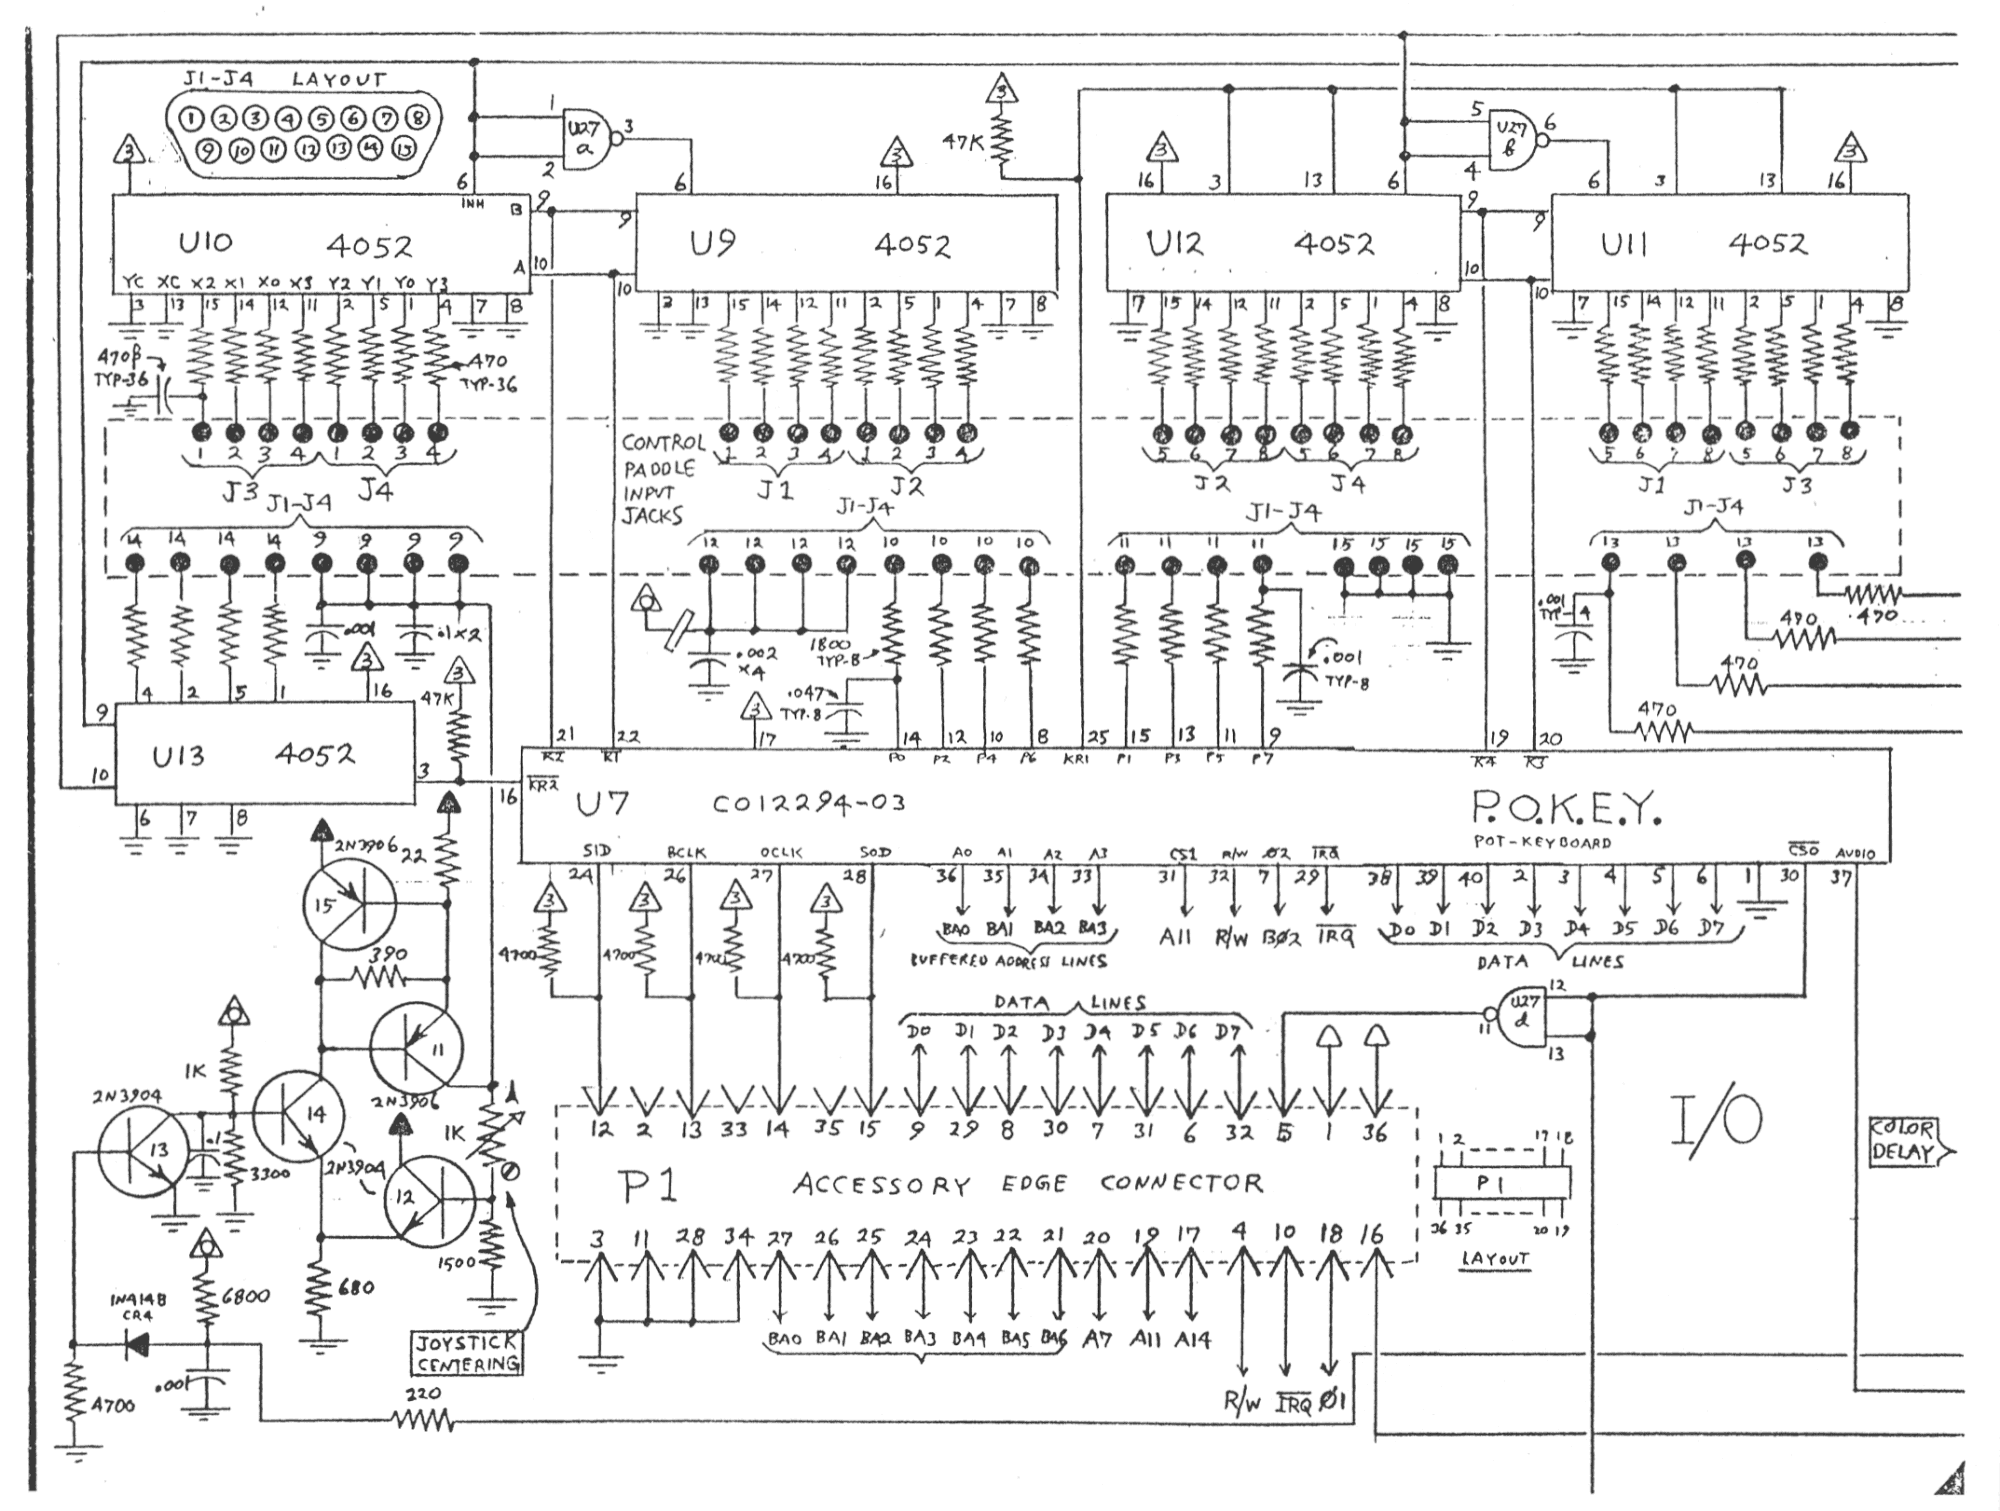 J1-J4 LAYOUT
1 2 3 4 5 6 7 8
9 10 11 12 13 14 15
3
6
INH
1
2
U27
a
3
6
3
16
3
47K
3
16
3
13
6
5
4
U27
b
6
6
3
13
3
16
U10 4052
B 9
A 10
9
10
U9 4052
U12 4052
9
10
9
10
U11 4052
YC XC X2 X1 X0 X3 Y2 Y1 Y0 Y3
3 13 15 14 12 11 2 5 1 4 7 8
3 13 15 14 12 11 2 5 1 4 7 8
7 15 14 12 11 2 5 1 4 8
7 15 14 12 11 2 5 1 4 8
TYP-36
470
TYP-36
CONTROL
PADDLE
INPUT
JACKS
1 2 3 4 1 2 3 4
J3 J4
1 2 3 4 1 2 3 4
J1 J2
5 6 7 8 5 6 7 8
J2 J4
5 6 7 8 5 6 7 8
J1 J3
J1-J4
14 14 14 14 9 9 9 9
J1-J4
12 12 12 12 10 10 10 10
J1-J4
11 11 11 11 15 15 15 15
J1-J4
13 13 13 13
.001
.1x2
3
3
47K
.002
x4
1800
TYP-8
.047
TYP-8
3
.001
TYP-8
.001
TYP-4
470
470
470
470
4 2 5 1 16
9
10
U13 4052
3
6 7 8
21 22 17 14 12 10 8 25 15 13 11 9 19 20
K2 K1 P0 P2 P4 P6 KR1 P1 P3 P5 P7 K4 K3
16
KR2
U7 C012294-03
P.O.K.E.Y.
POT-KEYBOARD
SID BCLK OCLK SOD A0 A1 A2 A3 CS1 R/W Ø2 IRQ CS0 AUDIO
24 26 27 28 36 35 34 33 31 32 7 29 38 39 40 2 3 4 5 6 1 30 37
3 3 3 3
4700 4700 4700 4700
BA0 BA1 BA2 BA3
BUFFERED ADDRESS LINES
A11 R/W BØ2 IRQ
D0 D1 D2 D3 D4 D5 D6 D7
DATA LINES
2N3906
22
15
390
11
2N3906
1K
2N3904
13
.1
3300
14
2N3904
12
1K
1500
680
6800
1N914B
CR4
.001
4700
220
JOYSTICK
CENTERING
DATA LINES
D0 D1 D2 D3 D4 D5 D6 D7
U27
d
12
13
11
12 2 13 33 14 35 15 9 29 8 30 7 31 6 32 5 1 36
P1 ACCESSORY EDGE CONNECTOR
3 11 28 34 27 26 25 24 23 22 21 20 19 17 4 10 18 16
BA0 BA1 BA2 BA3 BA4 BA5 BA6 A7 A11 A14
R/W IRQ Ø1
1 2 17 18
P1
36 35 20 19
LAYOUT
I/O
COLOR
DELAY